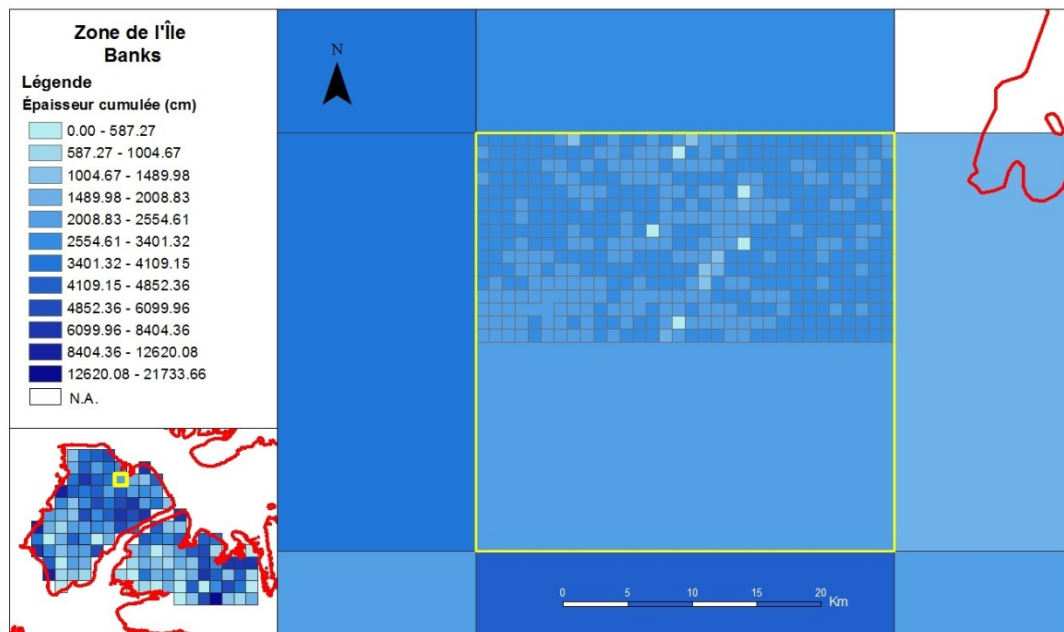 Zone de l'Île
Banks
Légende
Épaisseur cumulée (cm)
0.00 - 587.27
587.27 - 1004.67
1004.67 - 1489.98
1489.98 - 2008.83
2008.83 - 2554.61
2554.61 - 3401.32
3401.32 - 4109.15
4109.15 - 4852.36
4852.36 - 6099.96
6099.96 - 8404.36
8404.36 - 12620.08
12620.08 - 21733.66
N.A.
N
0 5 10 20
Km